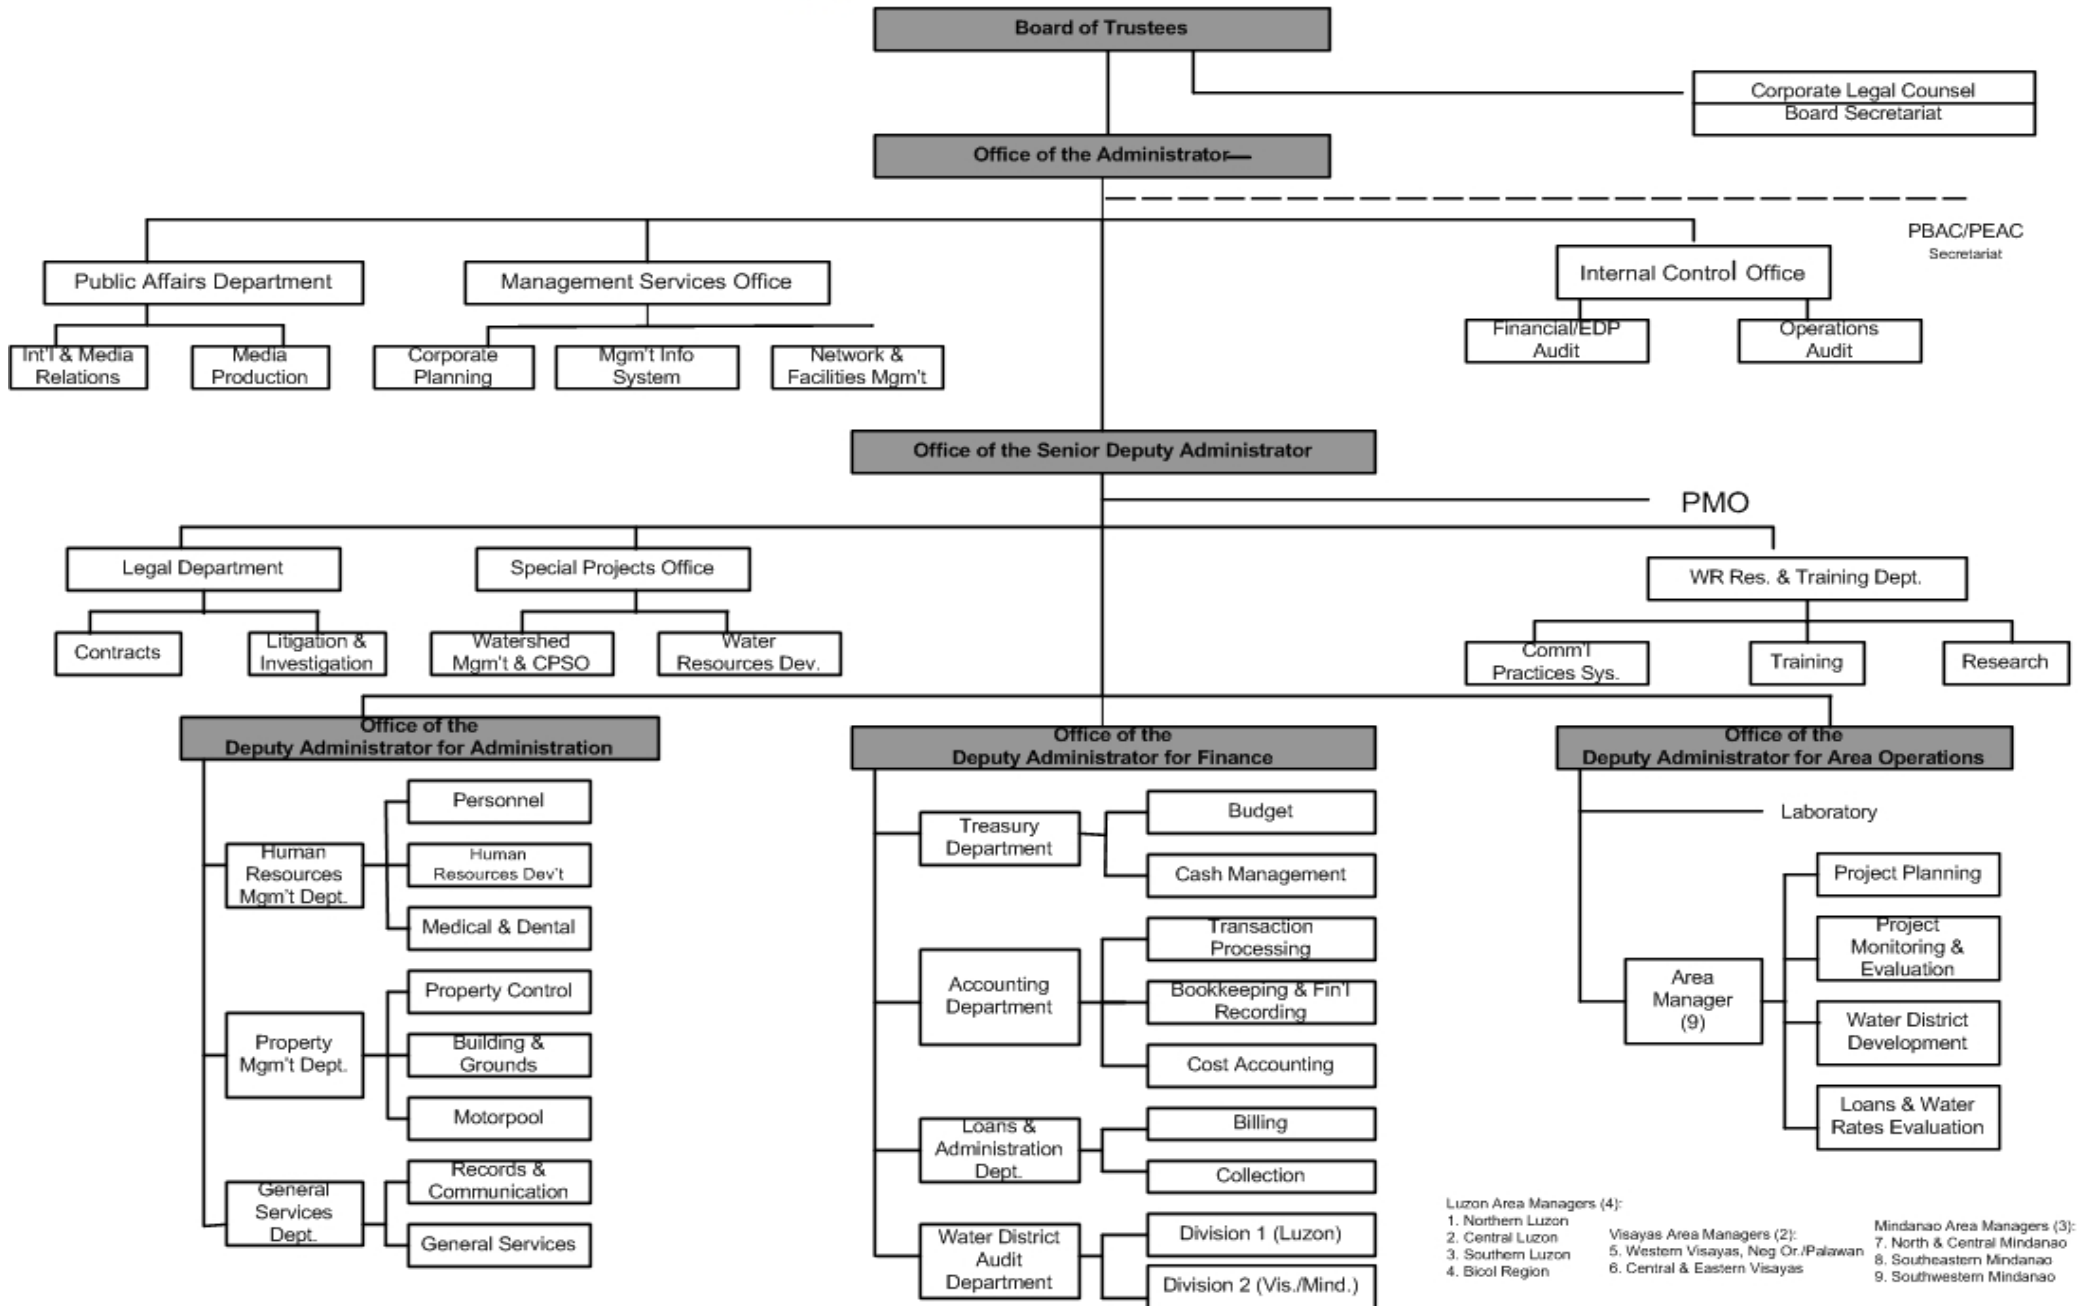 Board of Trustees
Corporate Legal Counsel
Board Secretariat
Office of the Administrator
PBAC/PEAC
Secretariat
Public Affairs Department
Management Services Office
Internal Control Office
Int'l & Media
Relations
Media
Production
Corporate
Planning
Mgm't Info
System
Network &
Facilities Mgm't
Financial/EDP
Audit
Operations
Audit
Office of the Senior Deputy Administrator
PMO
Legal Department
Special Projects Office
WR Res. & Training Dept.
Contracts
Litigation &
Investigation
Watershed
Mgm't & CPSO
Water
Resources Dev.
Comm'l
Practices Sys.
Training
Research
Office of the
Deputy Administrator for Administration
Human
Resources
Mgm't Dept.
Personnel
Human
Resources Dev't
Medical & Dental
Property
Mgm't Dept.
Property Control
Building &
Grounds
Motorpool
General
Services
Dept.
Records &
Communication
General Services
Office of the
Deputy Administrator for Finance
Treasury
Department
Budget
Cash Management
Accounting
Department
Transaction
Processing
Bookkeeping & Fin'l
Recording
Cost Accounting
Loans &
Administration
Dept.
Billing
Collection
Water District
Audit
Department
Division 1 (Luzon)
Division 2 (Vis./Mind.)
Office of the
Deputy Administrator for Area Operations
Laboratory
Area
Manager
(9)
Project Planning
Project
Monitoring &
Evaluation
Water District
Development
Loans & Water
Rates Evaluation
Luzon Area Managers (4):
1. Northern Luzon
2. Central Luzon
3. Southern Luzon
4. Bicol Region
Visayas Area Managers (2):
5. Western Visayas, Neg Or./Palawan
6. Central & Eastern Visayas
Mindanao Area Managers (3):
7. North & Central Mindanao
8. Southeastern Mindanao
9. Southwestern Mindanao